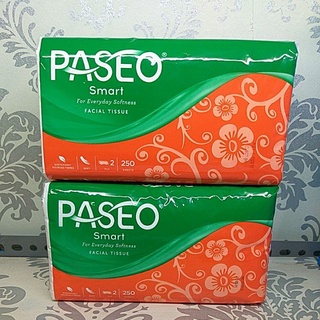 PASEO
Smart
For Everyday Softness
FACIAL TISSUE
2 250
PASEO
Smart
For Everyday Softness
FACIAL TISSUE
2 250